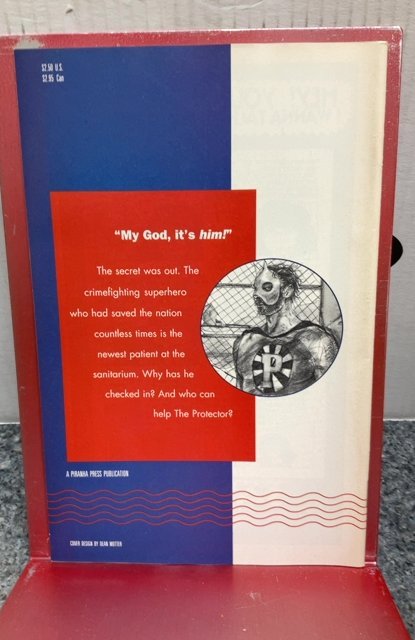 $2.50 U.S.
$2.95 Can
"My God, it's him!"
The secret was out. The
crimefighting superhero
who had saved the nation
countless times is the
newest patient at the
sanitarium. Why has he
checked in? And who can
help The Protector?
P
A PIRANHA PRESS PUBLICATION
COVER DESIGN BY DEAN MOTTER